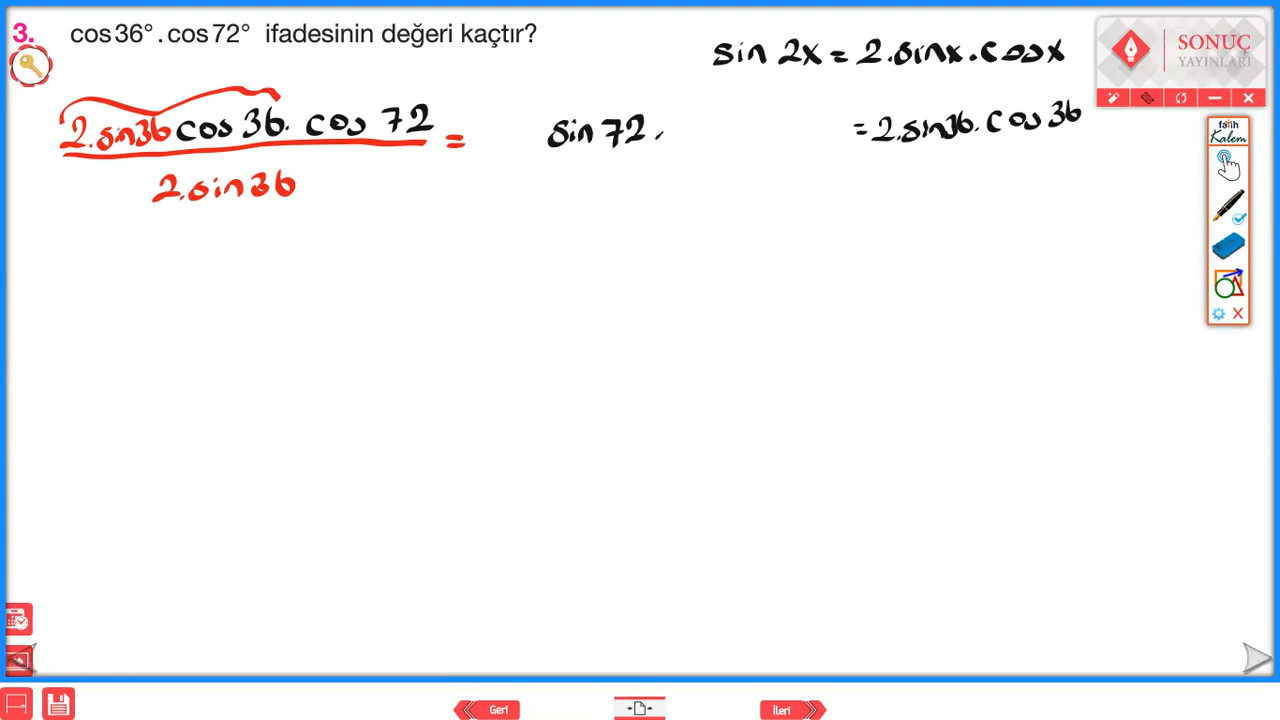 3. cos 36° . cos 72° ifadesinin değeri kaçtır?
SONUÇ
YAYINLARI
sin 2x = 2.sinx.cosx
2.sin36 cos 36. cos 72 =
2.sin36
sin 72 .
= 2.sin36.cos 36
fatih
Kalem
Geri
İleri